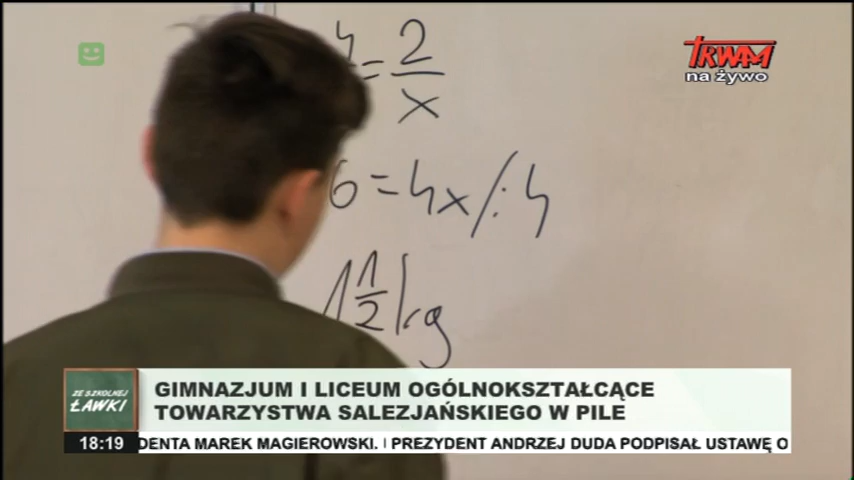 TRWAM
na żywo
4 = 2/x
6 = 4x /:4
1 1/2 kg
ZE SZKOLNEJ
ŁAWKI
GIMNAZJUM I LICEUM OGÓLNOKSZTAŁCĄCE
TOWARZYSTWA SALEZJAŃSKIEGO W PILE
18:19 DENTA MAREK MAGIEROWSKI. | PREZYDENT ANDRZEJ DUDA PODPISAŁ USTAWĘ O